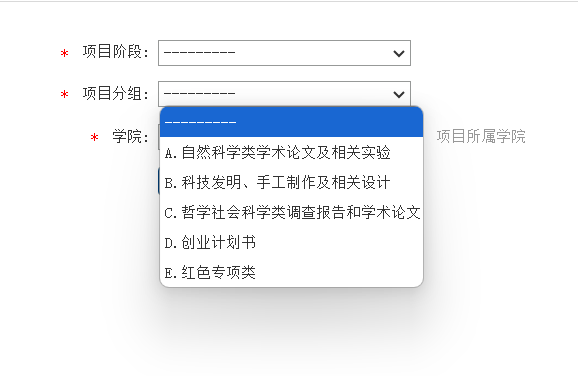 * 项目阶段: ---------
* 项目分组: ---------
---------
* 学院: 项目所属学院
A.自然科学类学术论文及相关实验
B.科技发明、手工制作及相关设计
C.哲学社会科学类调查报告和学术论文
D.创业计划书
E.红色专项类